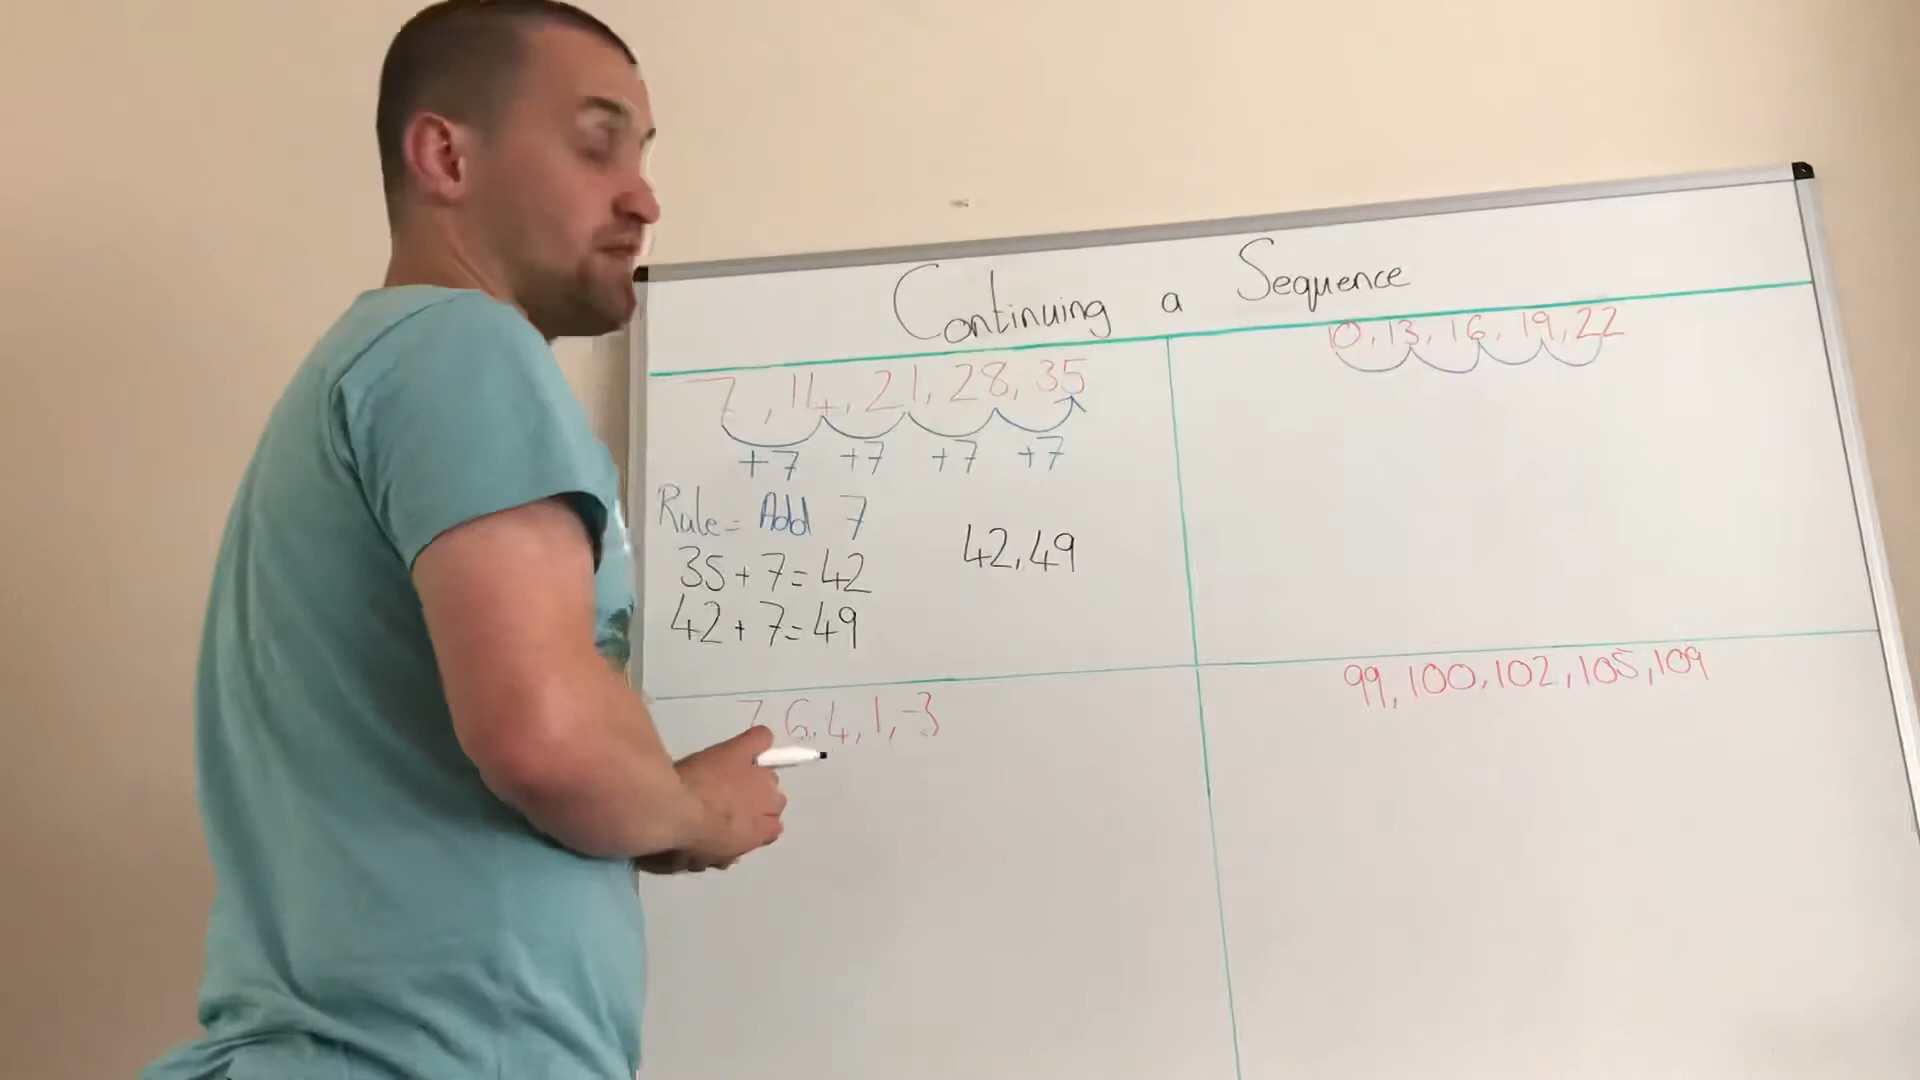 Continuing a Sequence
7, 14, 21, 28, 35
+7 +7 +7 +7
Rule = Add 7
35 + 7 = 42
42 + 7 = 49
42, 49
10, 13, 16, 19, 22
7, 6, 4, 1, -3
99, 100, 102, 105, 109